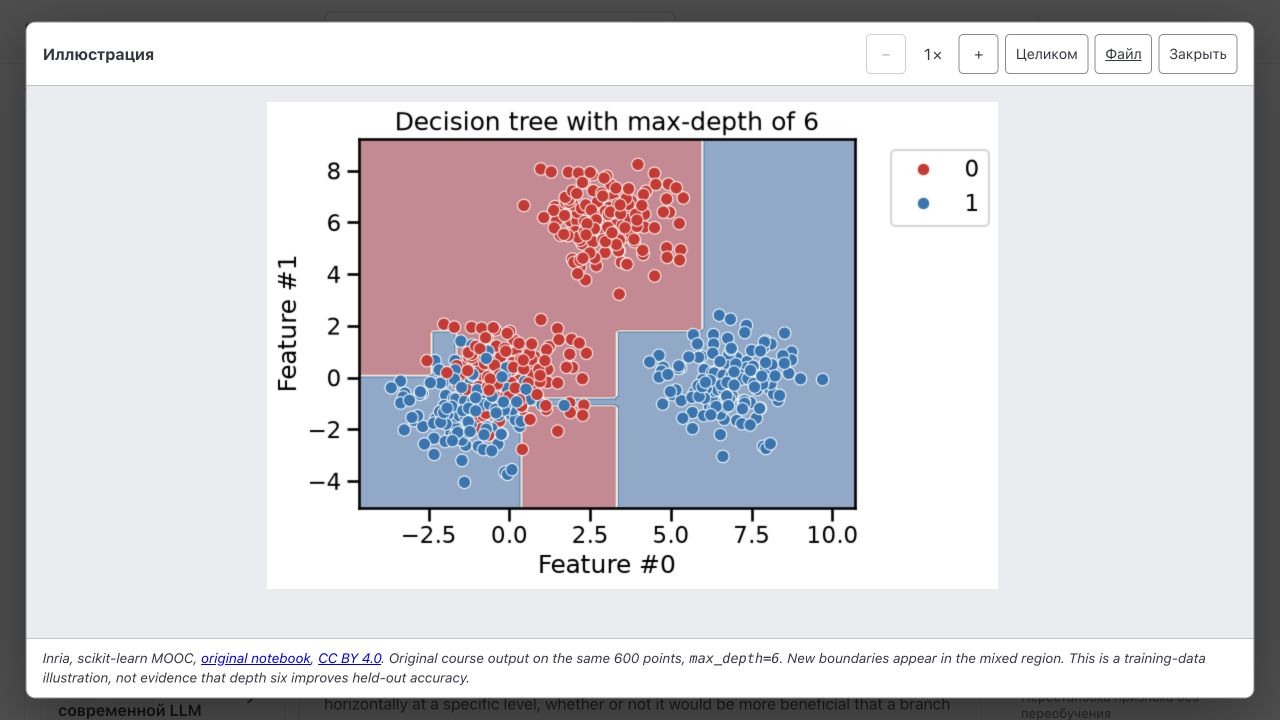 Иллюстрация
−
1×
+
Целиком
Файл
Закрыть
Decision tree with max-depth of 6
0
1
8
6
4
2
0
−2
−4
Feature #1
−2.5 0.0 2.5 5.0 7.5 10.0
Feature #0
Inria, scikit-learn MOOC, original notebook, CC BY 4.0. Original course output on the same 600 points, max_depth=6. New boundaries appear in the mixed region. This is a training-data
illustration, not evidence that depth six improves held-out accuracy.
современной LLM
horizontally at a specific level, whether or not it would be more beneficial that a branch
Перестановка признака без
переобучения